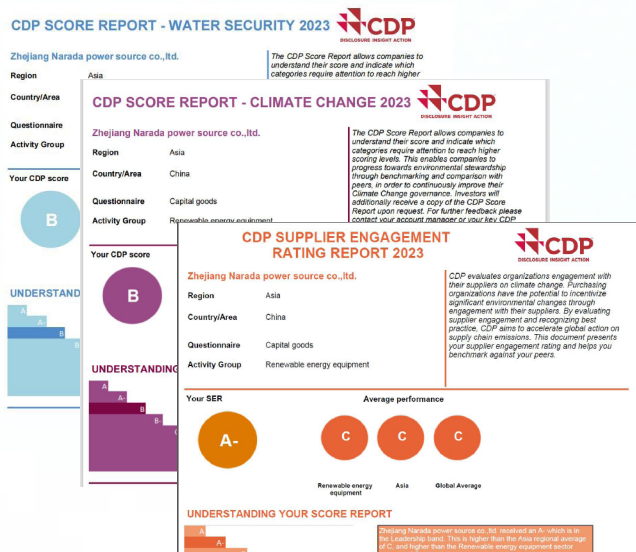 CDP SCORE REPORT - WATER SECURITY 2023
CDP
DISCLOSURE INSIGHT ACTION
Zhejiang Narada power source co.,ltd.
Region
Asia
Country/Area
Questionnaire
Activity Group
The CDP Score Report allows companies to
understand their score and indicate which
categories require attention to reach higher
Your CDP score
B
UNDERSTAND
A
A-
B
B
CDP SCORE REPORT - CLIMATE CHANGE 2023
CDP
DISCLOSURE INSIGHT ACTION
Zhejiang Narada power source co.,ltd.
Region
Asia
Country/Area
China
Questionnaire
Capital goods
Activity Group
Renewable energy equipment
The CDP Score Report allows companies to
understand their score and indicate which
categories require attention to reach higher
scoring levels. This enables companies to
progress towards environmental stewardship
through benchmarking and comparison with
peers, in order to continuously improve their
Climate Change governance. Investors will
additionally receive a copy of the CDP Score
Report upon request. For further feedback please
contact your account manager or your key CDP
Your CDP score
B
UNDERSTANDING
A
A-
B
B-
CDP SUPPLIER ENGAGEMENT
RATING REPORT 2023
CDP
DISCLOSURE INSIGHT ACTION
Zhejiang Narada power source co.,ltd.
Region
Asia
Country/Area
China
Questionnaire
Capital goods
Activity Group
Renewable energy equipment
CDP evaluates organizations engagement with
their suppliers on climate change. Purchasing
organizations have the potential to incentivize
significant environmental changes through
engagement with their suppliers. By evaluating
supplier engagement and recognizing best
practice, CDP aims to accelerate global action on
supply chain emissions. This document presents
your supplier engagement rating and helps you
benchmark against your peers.
Your SER
Average performance
A-
C
C
C
Renewable energy
equipment
Asia
Global Average
UNDERSTANDING YOUR SCORE REPORT
A
A-
Zhejiang Narada power source co.,ltd. received an A- which is in
the Leadership band. This is higher than the Asia regional average
of C, and higher than the Renewable energy equipment sector